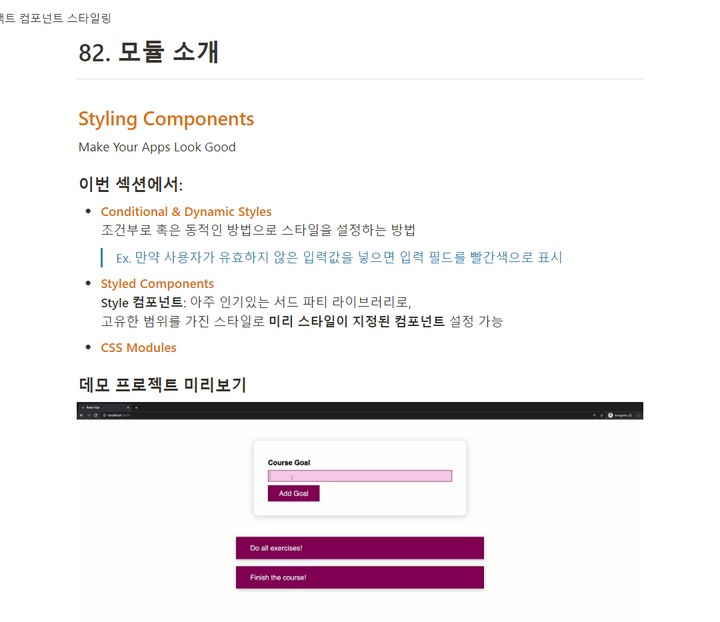 트 컴포넌트 스타일링
82. 모듈 소개
Styling Components
Make Your Apps Look Good
이번 섹션에서:
Conditional & Dynamic Styles
조건부로 혹은 동적인 방법으로 스타일을 설정하는 방법
Ex. 만약 사용자가 유효하지 않은 입력값을 넣으면 입력 필드를 빨간색으로 표시
Styled Components
Style 컴포넌트: 아주 인기있는 서드 파티 라이브러리로,
고유한 범위를 가진 스타일로 미리 스타일이 지정된 컴포넌트 설정 가능
CSS Modules
데모 프로젝트 미리보기
React App
localhost:3000
Incognito
Course Goal
Add Goal
Do all exercises!
Finish the course!